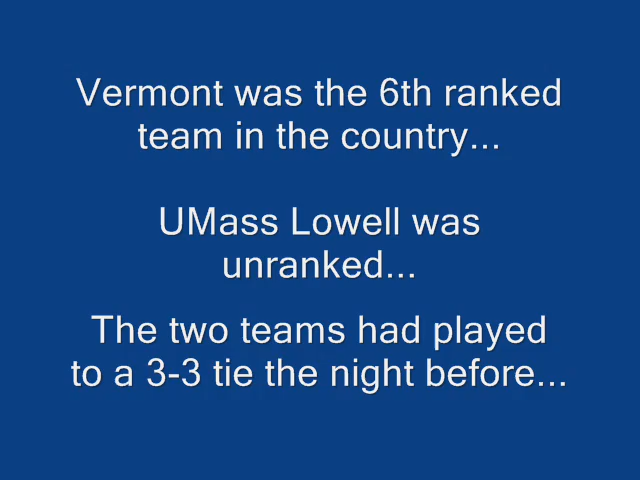 Vermont was the 6th ranked
team in the country...
UMass Lowell was
unranked...
The two teams had played
to a 3-3 tie the night before...